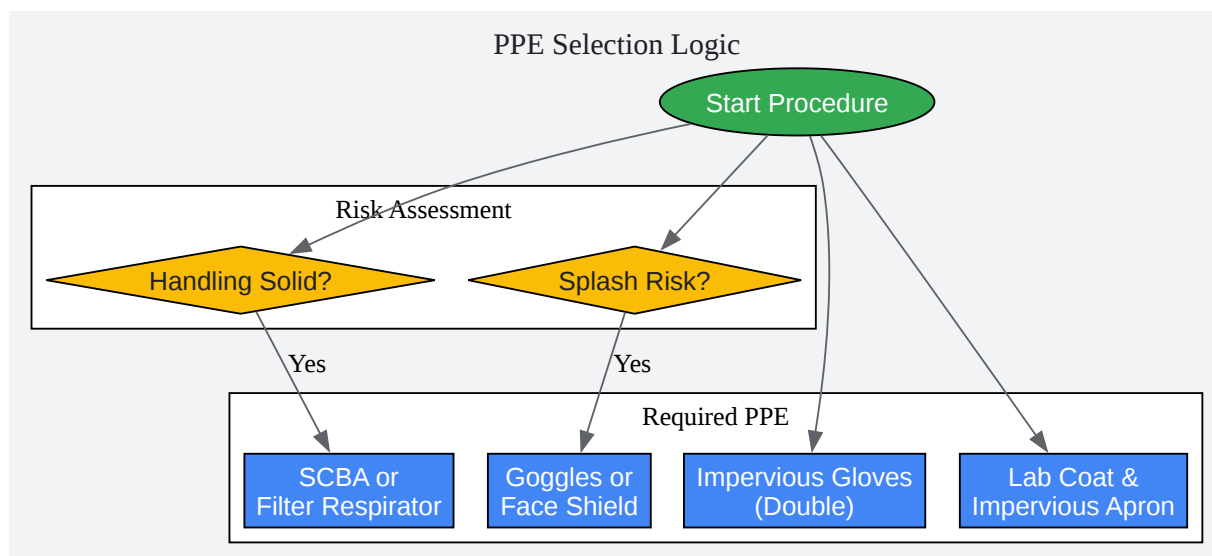 PPE Selection Logic
Start Procedure
Risk Assessment
Handling Solid?
Splash Risk?
Yes
Yes
Required PPE
SCBA or
Filter Respirator
Goggles or
Face Shield
Impervious Gloves
(Double)
Lab Coat &
Impervious Apron